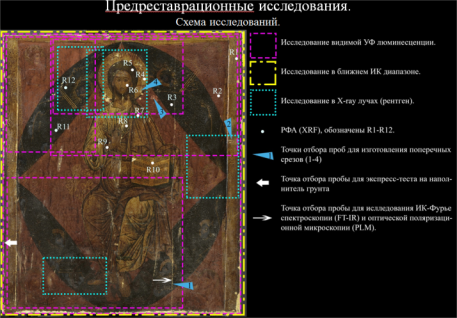 Предреставрационные исследования.
Схема исследований.
Исследование видимой УФ люминесценции.
Исследование в ближнем ИК диапазоне.
Исследование в X-ray лучах (рентген).
РФА (XRF), обозначены R1-R12.
Точки отбора проб для изготовления поперечных
срезов (1-4)
Точка отбора пробы для экспресс-теста на напол-
нитель грунта
Точка отбора пробы для ислледования ИК-Фурье
спектроскопии (FT-IR) и оптической поляризаци-
онной микроскопии (PLM).
R1
R5
R4
R12
R6
R2
R3
R7
R8
R11
R9
R10